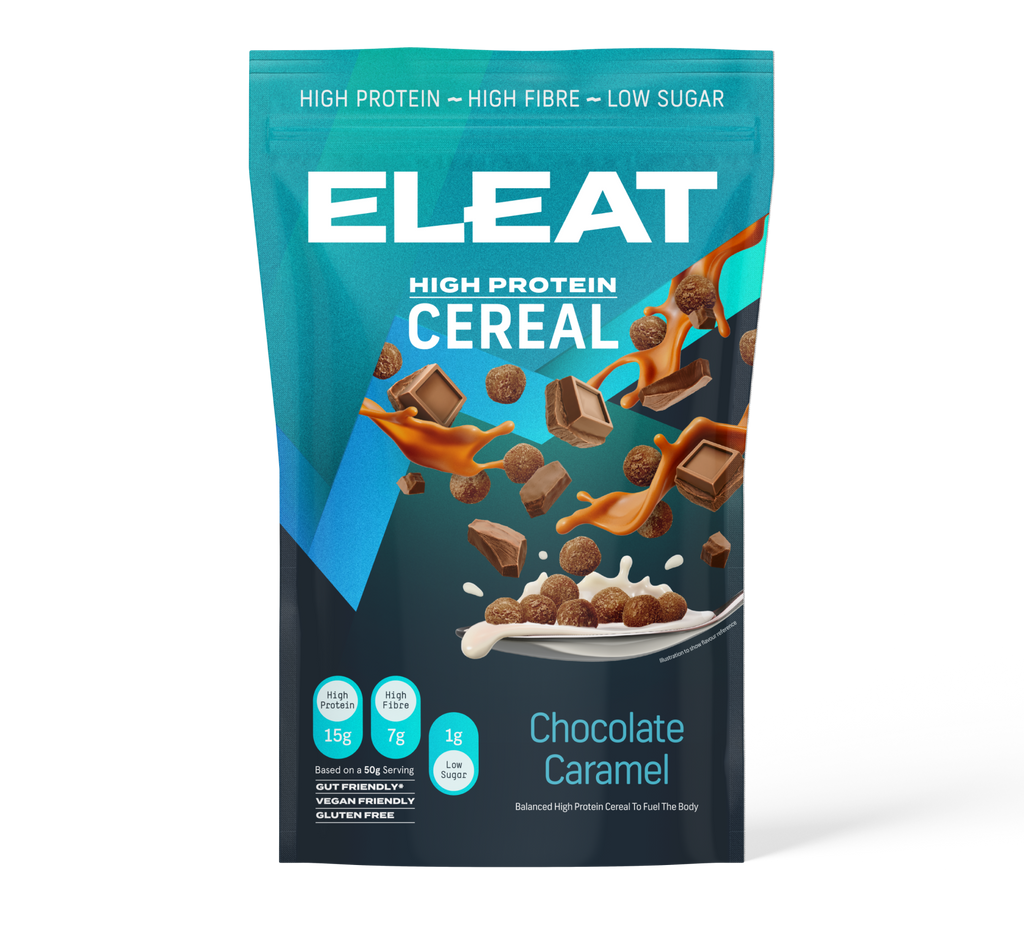 HIGH PROTEIN ~ HIGH FIBRE ~ LOW SUGAR
ELEAT
HIGH PROTEIN
CEREAL
Illustration to show flavour reference
High
Protein
15g
High
Fibre
7g
1g
Low
Sugar
Based on a 50g Serving
GUT FRIENDLY*
VEGAN FRIENDLY
GLUTEN FREE
Chocolate
Caramel
Balanced High Protein Cereal To Fuel The Body